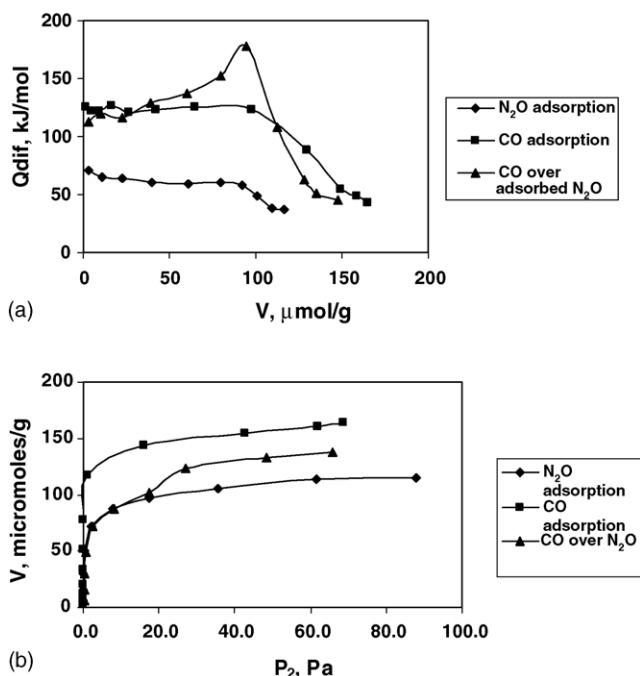 200
150
100
50
0
Qdif, kJ/mol
0 50 100 150 200
V, μmol/g
(a)
N₂O adsorption
CO adsorption
CO over
adsorbed N₂O
200
150
100
50
0
V, micromoles/g
0.0 20.0 40.0 60.0 80.0 100.0
P₂, Pa
(b)
N₂O
adsorption
CO
adsorption
CO over N₂O